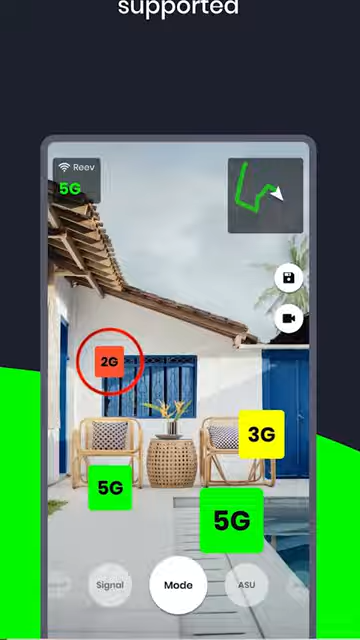 supported
Reev
5G
2G
3G
5G
5G
Signal
Mode
ASU